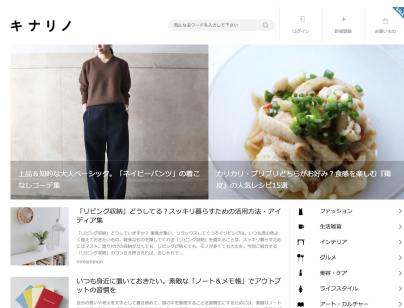 キナリノ
気になるワードを入力して下さい
ログイン
新規登録
お買いもの
上品&知的な大人ベーシック。「ネイビーパンツ」の着こ
なしコーデ集
カリカリ・プリプリどちらがお好み？食感を楽しむ『鶏
皮』の人気レシピ15選
「リビング収納」どうしてる？スッキリ暮らすための活用方法・アイ
ディア集
mmammon
いつも身近に置いておきたい。素敵な「ノート&メモ帳」でアウトプ
ットの習慣を
ファッション
生活雑貨
インテリア
グルメ
美容・ケア
ライフスタイル
アート・カルチャー